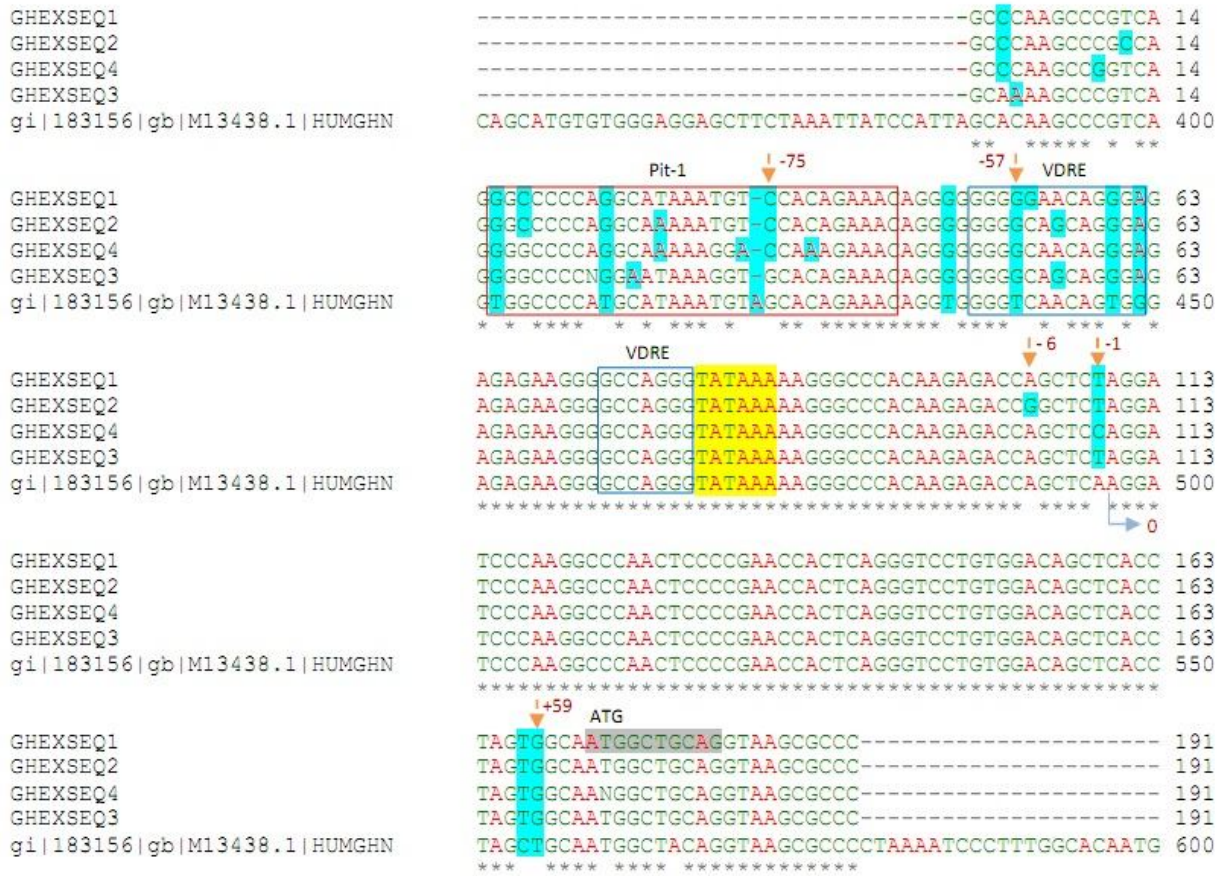 GHEXSEQ1 ------------------------------------GCCCAAGCCCGTCA 14
GHEXSEQ2 ------------------------------------GCCCAAGCCCGCCA 14
GHEXSEQ4 ------------------------------------GCCCAAGCCGGTCA 14
GHEXSEQ3 ------------------------------------GCAAAAGCCCGTCA 14
gi|183156|gb|M13438.1|HUMGHN CAGCATGTGTGGGAGGAGCTTCTAAATTATCCATTAGCACAAGCCCGTCA 400
** ***** * **
Pit-1 -75 -57 VDRE
GHEXSEQ1 GGGCCCCCAGGCATAAATGT-CCACAGAAACAGGGGGGGGGAACAGGGAG 63
GHEXSEQ2 GGGCCCCCAGGCAAAAATGT-CCACAGAAACAGGGGGGGGCAGCAGGGAG 63
GHEXSEQ4 GGGGCCCCAGGCAAAAAGGA-CCAAAGAAACAGGGGGGGGCAACAGGGAG 63
GHEXSEQ3 GGGGCCCCNGGAATAAAGGT-GCACAGAAACAGGGGGGGGCAGCAGGGAG 63
gi|183156|gb|M13438.1|HUMGHN GTGGCCCCATGCATAAATGTAGCACAGAAACAGGTGGGGTCAACAGTGGG 450
* * **** * * *** * ** ********* **** * *** * *
VDRE -6 -1
GHEXSEQ1 AGAGAAGGGGCCAGGGTATAAAAAGGGCCCACAAGAGACCAGCTCTAGGA 113
GHEXSEQ2 AGAGAAGGGGCCAGGGTATAAAAAGGGCCCACAAGAGACCGGCTCTAGGA 113
GHEXSEQ4 AGAGAAGGGGCCAGGGTATAAAAAGGGCCCACAAGAGACCAGCTCCAGGA 113
GHEXSEQ3 AGAGAAGGGGCCAGGGTATAAAAAGGGCCCACAAGAGACCAGCTCTAGGA 113
gi|183156|gb|M13438.1|HUMGHN AGAGAAGGGGCCAGGGTATAAAAAGGGCCCACAAGAGACCAGCTCAAGGA 500
**************************************** **** ****
0
GHEXSEQ1 TCCCAAGGCCCAACTCCCCGAACCACTCAGGGTCCTGTGGACAGCTCACC 163
GHEXSEQ2 TCCCAAGGCCCAACTCCCCGAACCACTCAGGGTCCTGTGGACAGCTCACC 163
GHEXSEQ4 TCCCAAGGCCCAACTCCCCGAACCACTCAGGGTCCTGTGGACAGCTCACC 163
GHEXSEQ3 TCCCAAGGCCCAACTCCCCGAACCACTCAGGGTCCTGTGGACAGCTCACC 163
gi|183156|gb|M13438.1|HUMGHN TCCCAAGGCCCAACTCCCCGAACCACTCAGGGTCCTGTGGACAGCTCACC 550
**************************************************
+59 ATG
GHEXSEQ1 TAGTGGCAATGGCTGCAGGTAAGCGCCC---------------------- 191
GHEXSEQ2 TAGTGGCAATGGCTGCAGGTAAGCGCCC---------------------- 191
GHEXSEQ4 TAGTGGCAANGGCTGCAGGTAAGCGCCC---------------------- 191
GHEXSEQ3 TAGTGGCAATGGCTGCAGGTAAGCGCCC---------------------- 191
gi|183156|gb|M13438.1|HUMGHN TAGCTGCAATGGCTACAGGTAAGCGCCCCTAAAATCCCTTTGGCACAATG 600
*** **** **** *************